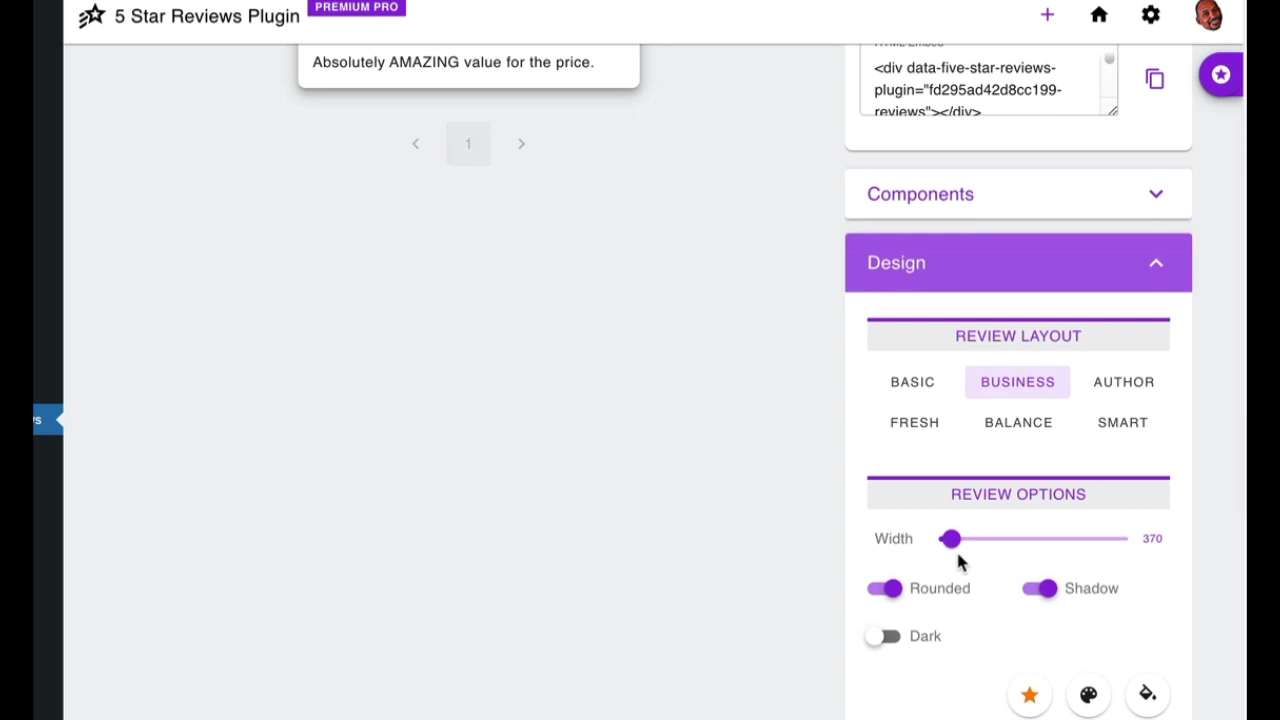 5 Star Reviews Plugin
PREMIUM PRO
Absolutely AMAZING value for the price.
1
HTML Embed
<div data-five-star-reviews-
plugin="fd295ad42d8cc199-
reviews"></div>
Components
Design
REVIEW LAYOUT
BASIC BUSINESS AUTHOR
FRESH BALANCE SMART
REVIEW OPTIONS
Width 370
Rounded Shadow
Dark